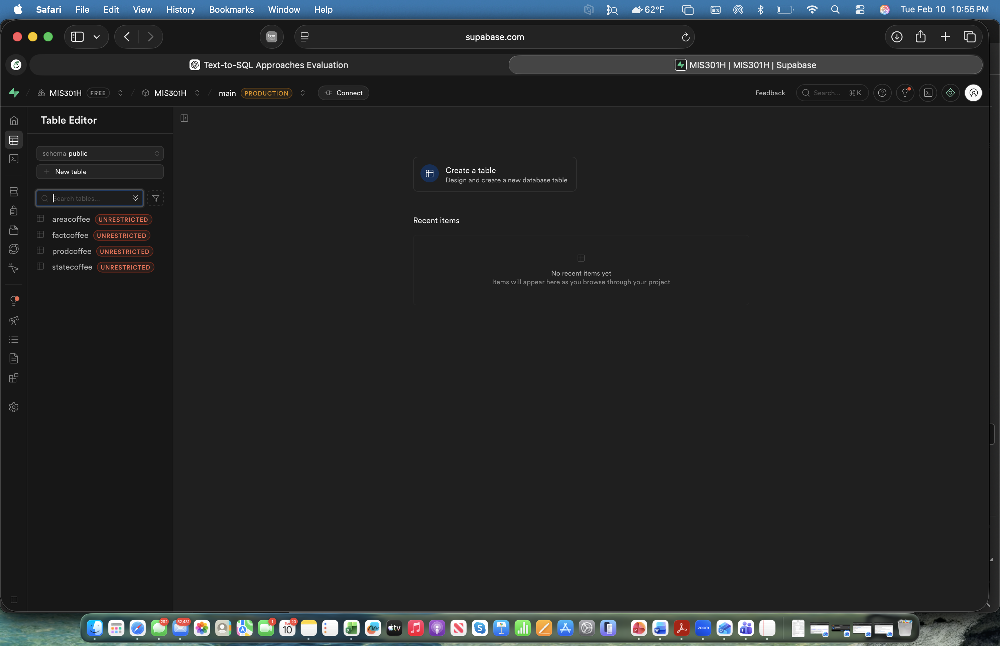 Safari File Edit View History Bookmarks Window Help 62°F Tue Feb 10 10:55 PM
box
supabase.com
Text-to-SQL Approaches Evaluation
MIS301H | MIS301H | Supabase
/ MIS301H FREE / MIS301H / main PRODUCTION Connect Feedback Search... ⌘K
Table Editor
schema public
New table
Search tables...
areacoffee UNRESTRICTED
factcoffee UNRESTRICTED
prodcoffee UNRESTRICTED
statecoffee UNRESTRICTED
Create a table
Design and create a new database table
Recent items
No recent items yet
Items will appear here as you browse through your project
292
52,431
1
Tue
10
20
X
tv
S
P
W
zoom
O
T